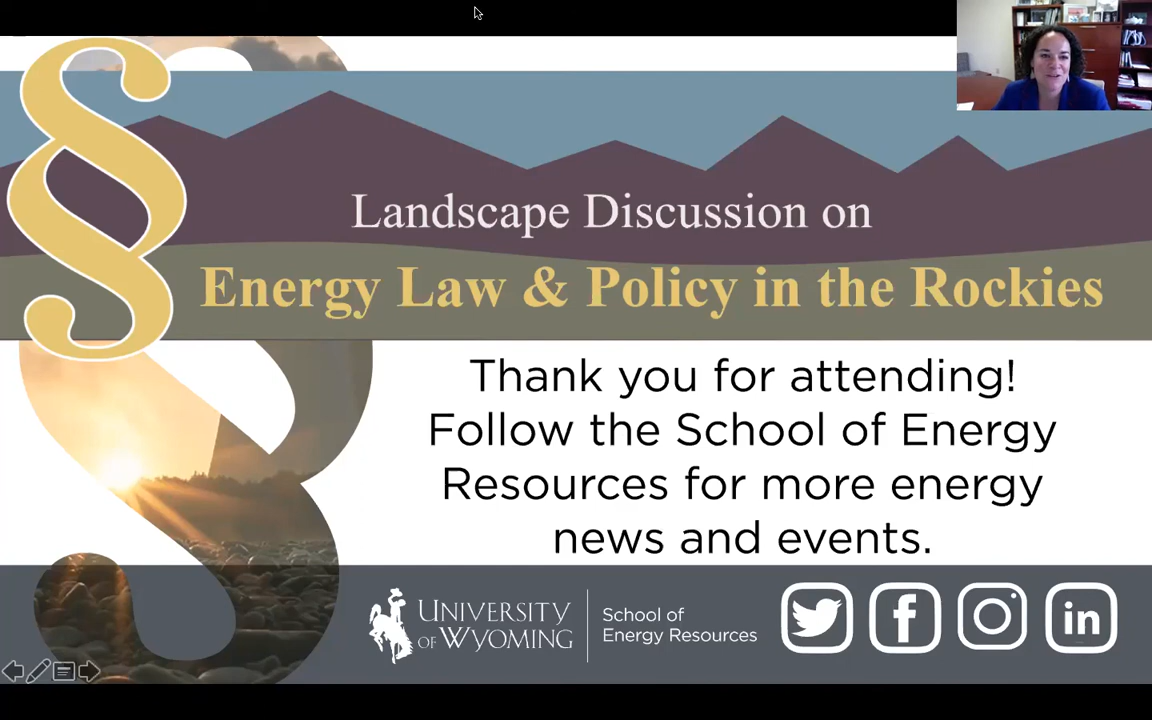 Landscape Discussion on
Energy Law & Policy in the Rockies
Thank you for attending!
Follow the School of Energy
Resources for more energy
news and events.
UNIVERSITY
OF WYOMING
School of
Energy Resources